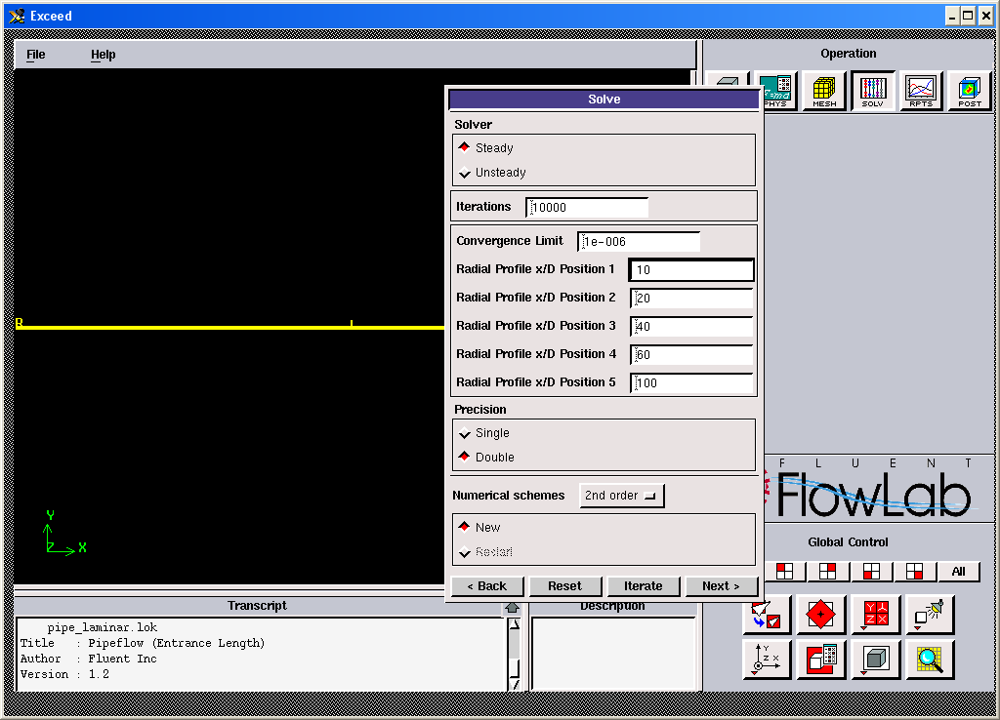 Exceed
File Help
Operation
PHYS MESH SOLV RPTS POST
Solve
Solver
Steady
Unsteady
Iterations 10000
Convergence Limit 1e-006
Radial Profile x/D Position 1 10
Radial Profile x/D Position 2 20
Radial Profile x/D Position 3 40
Radial Profile x/D Position 4 60
Radial Profile x/D Position 5 100
Precision
Single
Double
Numerical schemes 2nd order
New
Restart
< Back Reset Iterate Next >
Y
Z X
FLUENT
FlowLab
Global Control
All
Transcript
pipe_laminar.lok
Title : Pipeflow (Entrance Length)
Author : Fluent Inc
Version : 1.2
Description